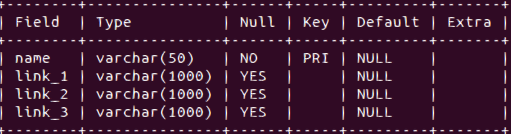 +--------+---------------+------+-----+---------+-------+
| Field  | Type          | Null | Key | Default | Extra |
+--------+---------------+------+-----+---------+-------+
| name   | varchar(50)   | NO   | PRI | NULL    |       |
| link_1 | varchar(1000) | YES  |     | NULL    |       |
| link_2 | varchar(1000) | YES  |     | NULL    |       |
| link_3 | varchar(1000) | YES  |     | NULL    |       |
+--------+---------------+------+-----+---------+-------+